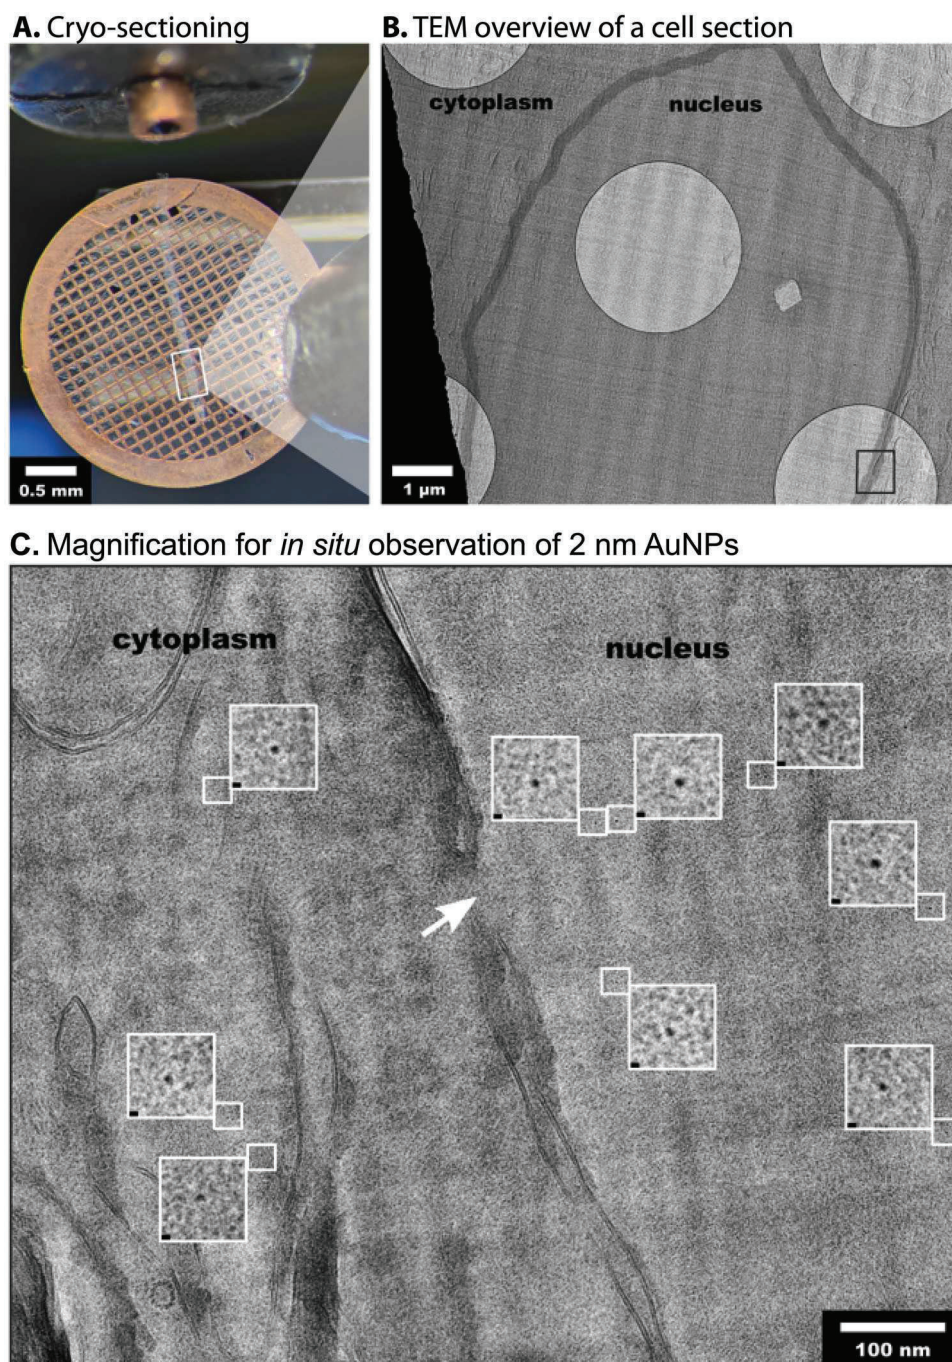 A. Cryo-sectioning
B. TEM overview of a cell section
cytoplasm
nucleus
0.5 mm
1 µm
C. Magnification for in situ observation of 2 nm AuNPs
cytoplasm
nucleus
100 nm